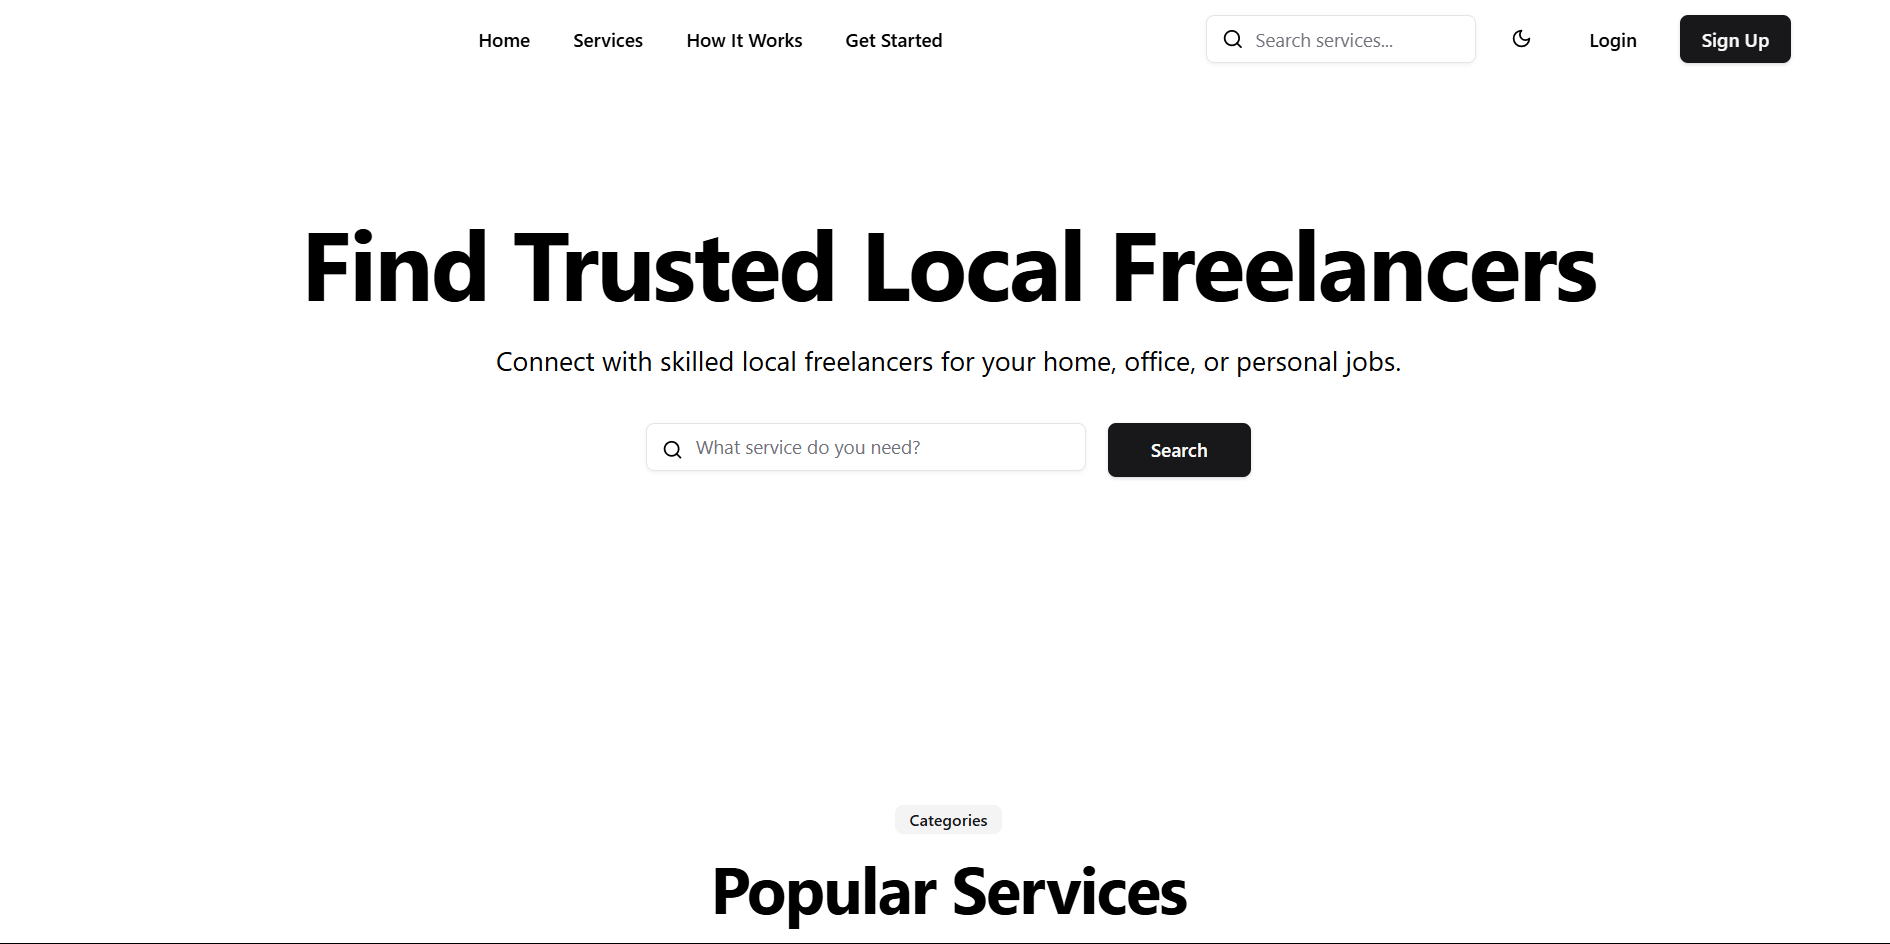 Home Services How It Works Get Started Search services... Login Sign Up
Find Trusted Local Freelancers
Connect with skilled local freelancers for your home, office, or personal jobs.
What service do you need? Search
Categories
Popular Services